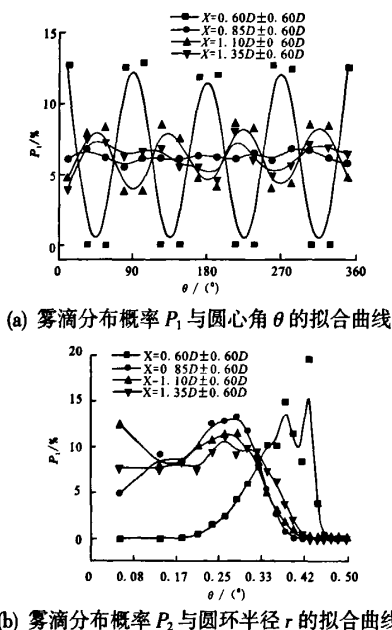 X=0.60D±0.60D
X=0.85D±0.60D
X=1.10D±0.60D
X=1.35D±0.60D
15
10
5
0
P₁/%
0 90 180 270 360
θ / (°)
(a) 雾滴分布概率 P₁ 与圆心角 θ 的拟合曲线
X=0.60D±0.60D
X=0.85D±0.60D
X=1.10D±0.60D
X=1.35D±0.60D
20
15
10
5
0
P₁/%
0 0.08 0.17 0.25 0.33 0.42 0.50
θ / (°)
(b) 雾滴分布概率 P₂ 与圆环半径 r 的拟合曲线